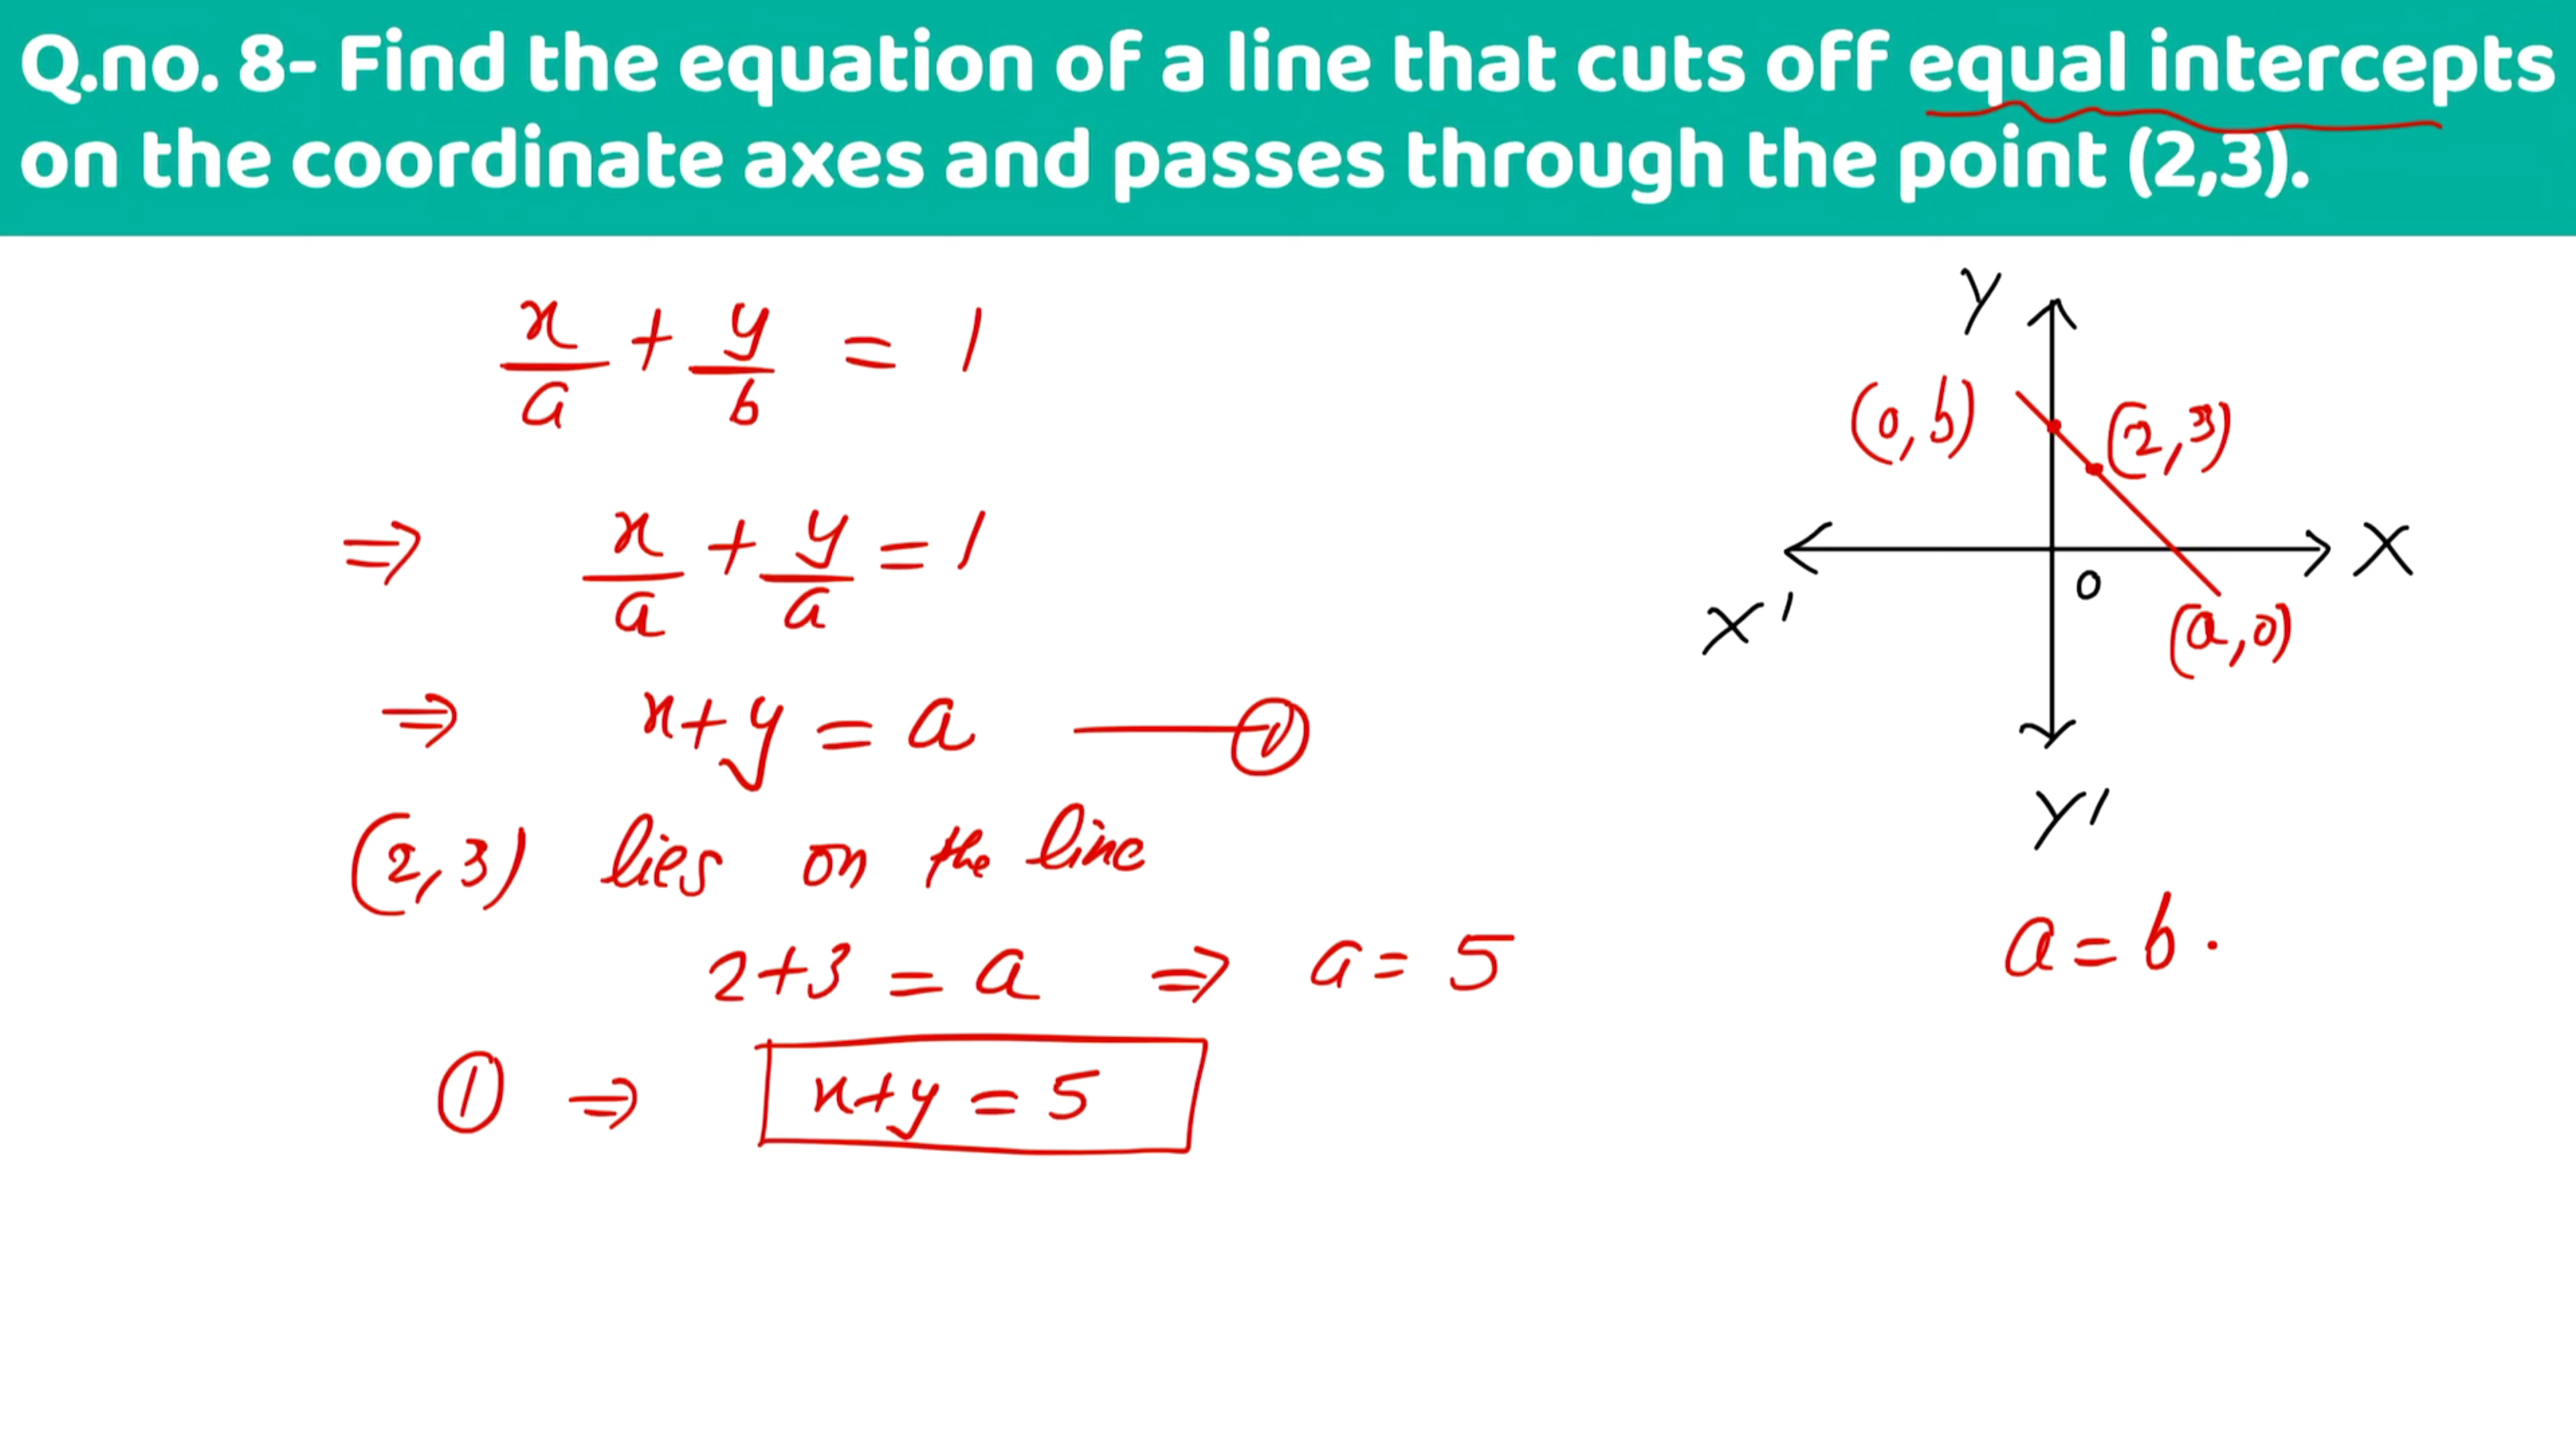 Q.no. 8- Find the equation of a line that cuts off equal intercepts
on the coordinate axes and passes through the point (2,3).
x/a + y/b = 1
⇒ x/a + y/a = 1
⇒ x+y = a —— ①
(2,3) lies on the line
2+3 = a ⇒ a = 5
① ⇒ x+y = 5
Y
(0,b) (2,3)
X' O X
(a,0)
Y'
a = b.